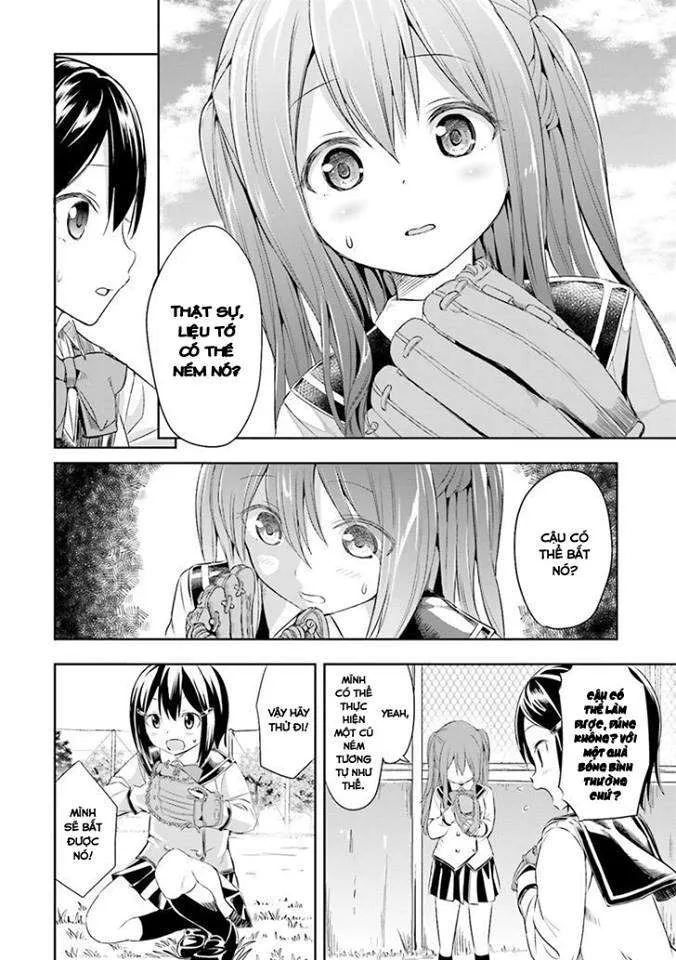 THẬT SỰ,
LIỆU TỚ
CÓ THỂ
NÉM NÓ?
CẬU CÓ
THỂ BẮT
NÓ?
CẬU CÓ
THỂ LÀM
ĐƯỢC, ĐÚNG
KHÔNG? VỚI
MỘT QUẢ
BÓNG BÌNH
THƯỜNG
CHỨ?
YEAH,
MÌNH
CÓ THỂ
THỰC
HIỆN
MỘT CÚ
NÉM
TƯƠNG
TỰ NHƯ
THẾ.
VẬY HÃY
THỬ ĐI!
MÌNH
SẼ BẮT
ĐƯỢC
NÓ!